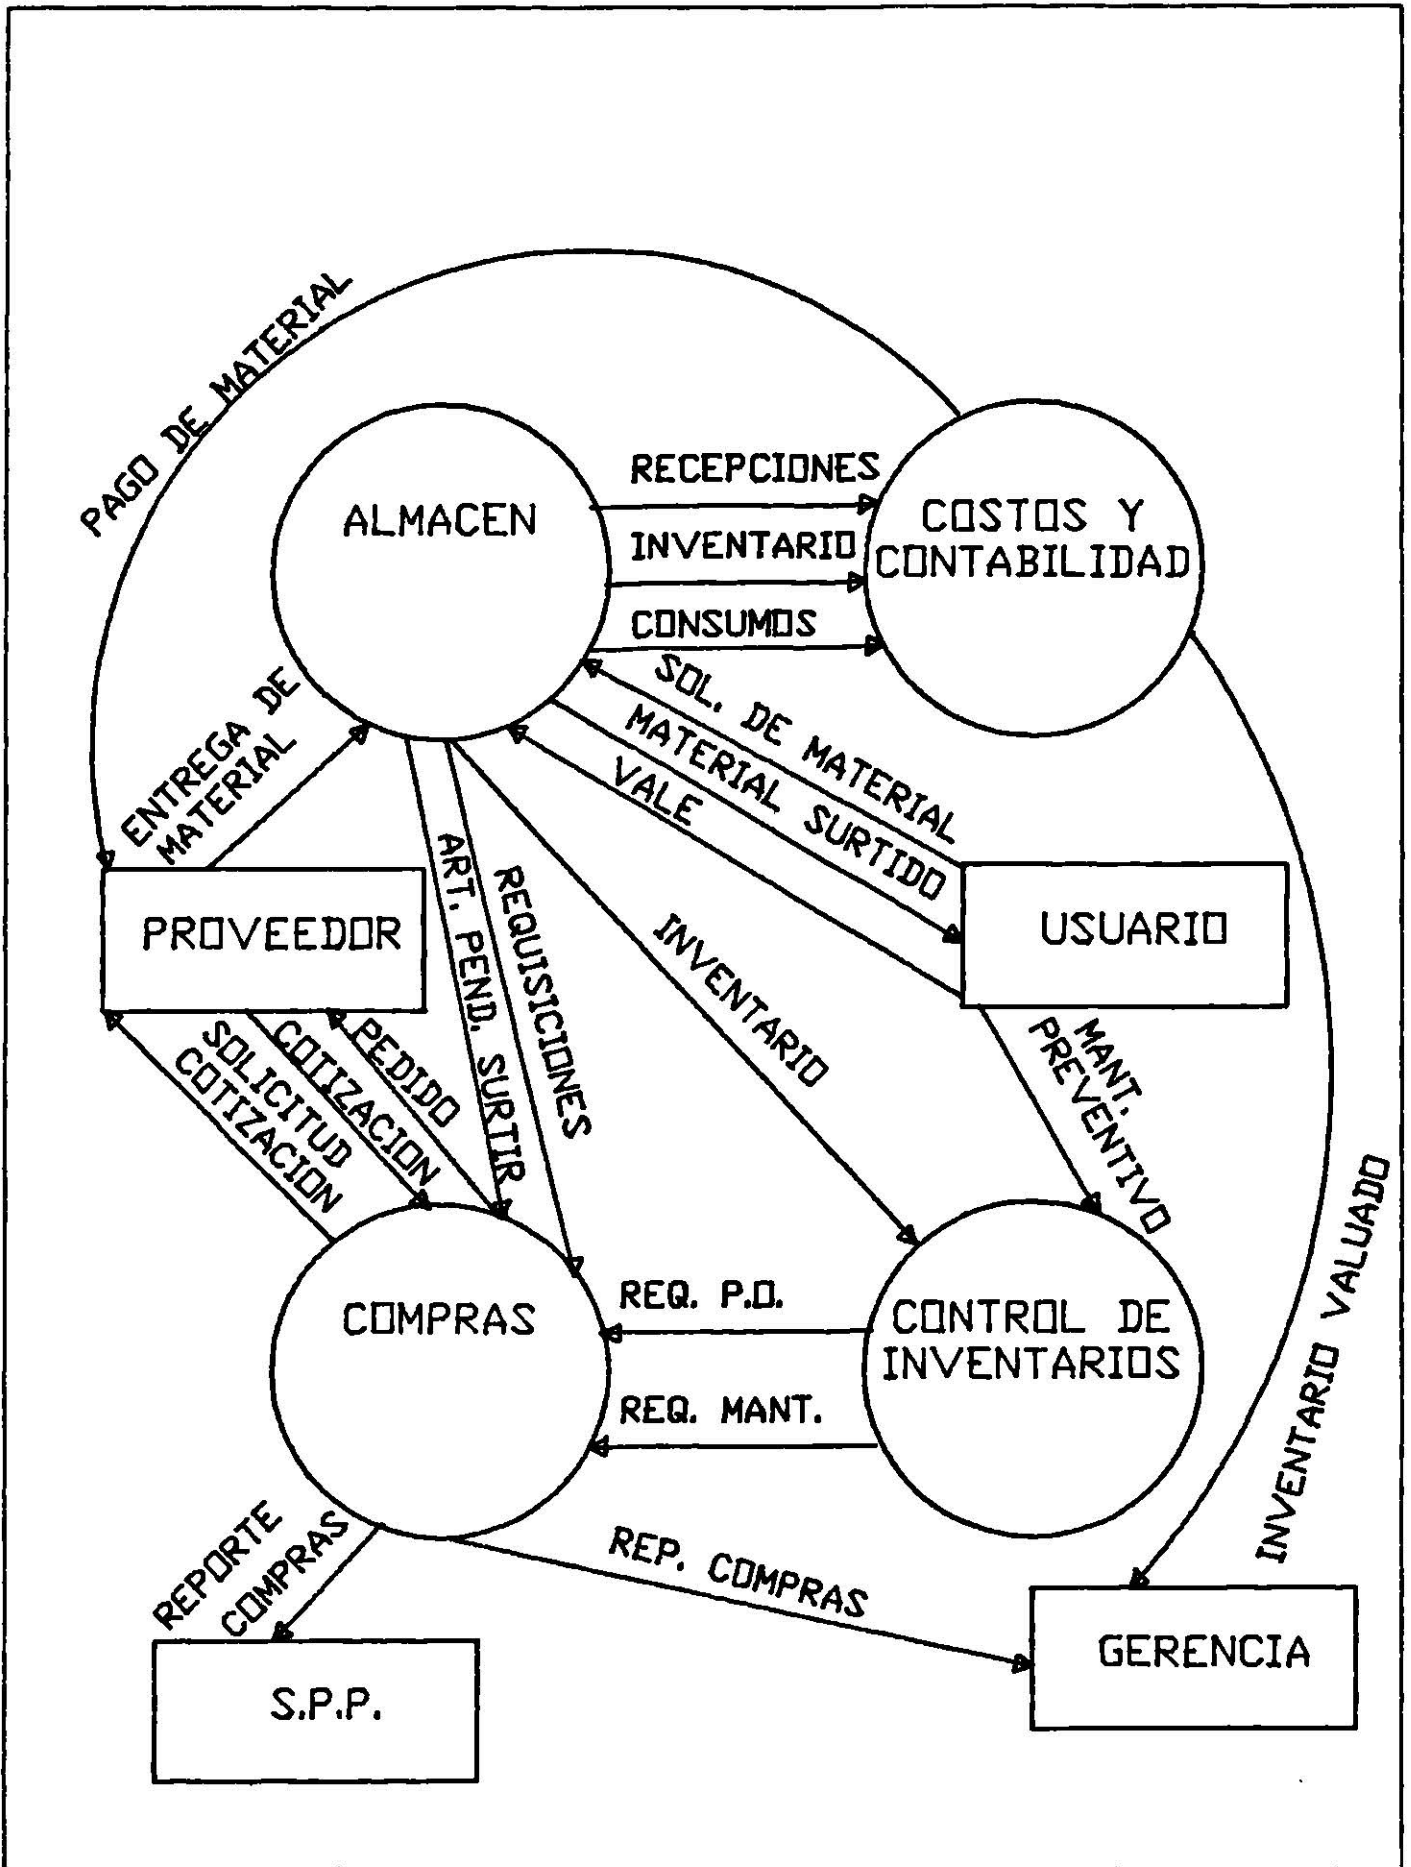 PAGO DE MATERIAL
ALMACEN
RECEPCIONES
INVENTARIO
CONSUMOS
COSTOS Y
CONTABILIDAD
SOL. DE MATERIAL
MATERIAL SURTIDO
VALE
ENTREGA DE
MATERIAL
PROVEEDOR
USUARIO
ART. PEND. SURTIR
REQUISICIONES
INVENTARIO
MANT.
PREVENTIVO
PEDIDO
COTIZACION
SOLICITUD
COTIZACION
INVENTARIO VALUADO
COMPRAS
REQ. P.O.
REQ. MANT.
CONTROL DE
INVENTARIOS
REPORTE
COMPRAS
REP. COMPRAS
S.P.P.
GERENCIA